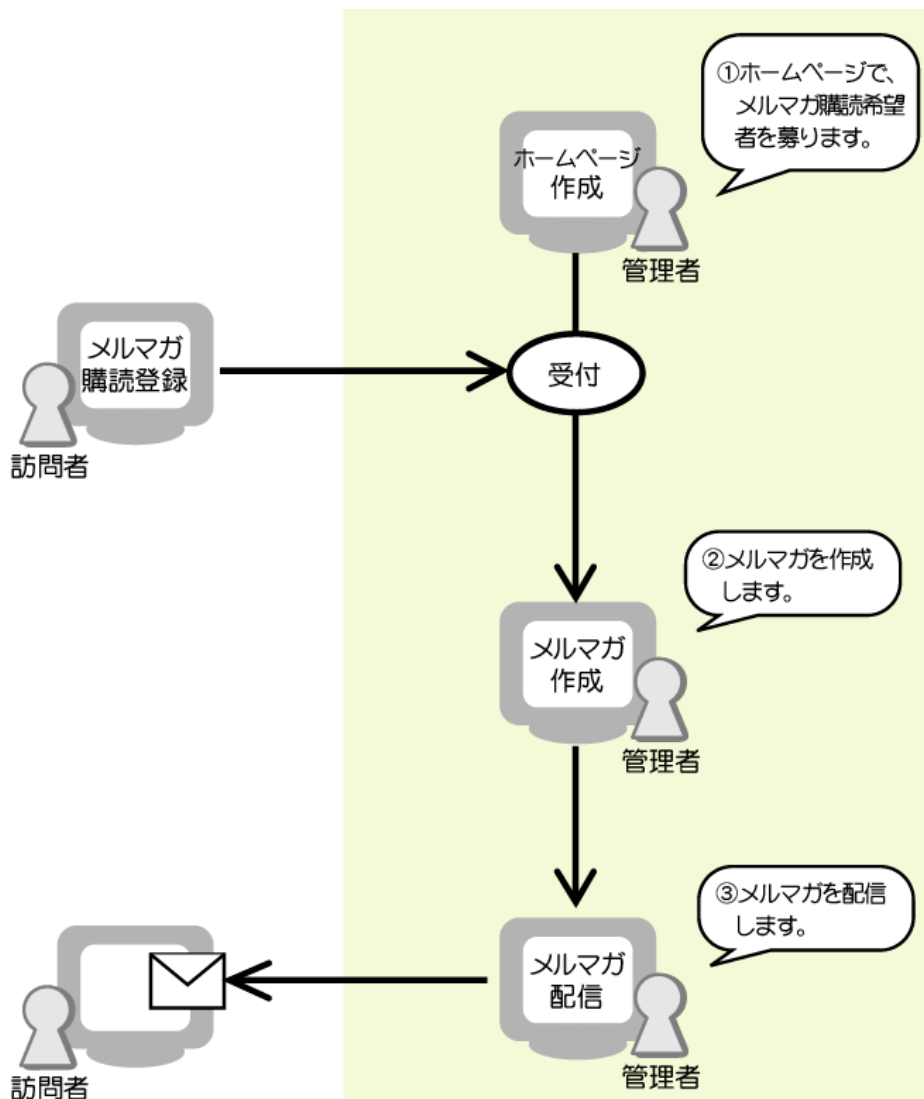 ①ホームページで、
メルマガ購読希望
者を募ります。
ホームページ
作成
管理者
メルマガ
購読登録
訪問者
受付
②メルマガを作成
します。
メルマガ
作成
管理者
③メルマガを配信
します。
メルマガ
配信
管理者
訪問者